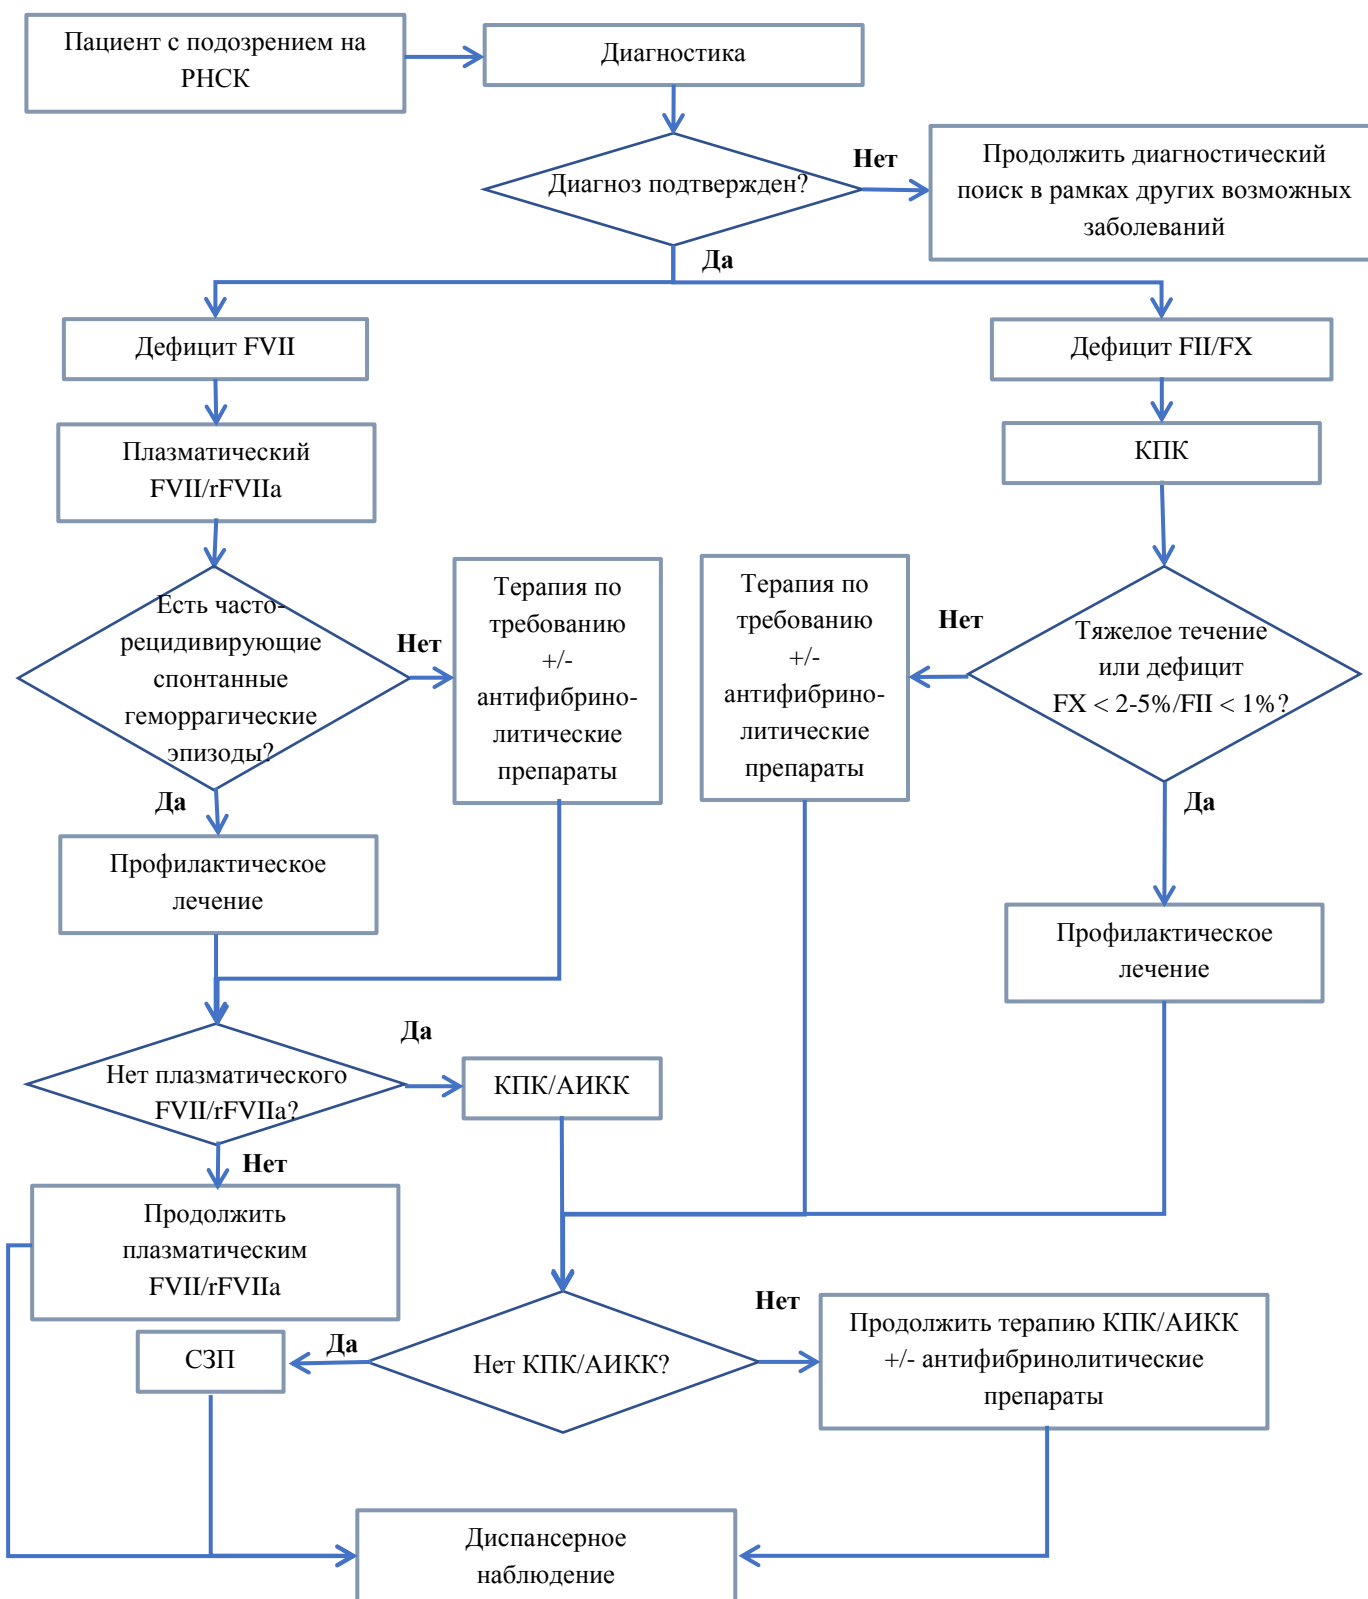 Пациент с подозрением на
РНСК
Диагностика
Диагноз подтвержден?
Нет
Продолжить диагностический
поиск в рамках других возможных
заболеваний
Да
Дефицит FVII
Дефицит FII/FX
Плазматический
FVII/rFVIIa
КПК
Есть часто-
рецидивирующие
спонтанные
геморрагические
эпизоды?
Нет
Терапия по
требованию
+/-
антифибрино-
литические
препараты
Терапия по
требованию
+/-
антифибрино-
литические
препараты
Нет
Тяжелое течение
или дефицит
FX < 2-5%/FII < 1%?
Да
Да
Профилактическое
лечение
Профилактическое
лечение
Нет плазматического
FVII/rFVIIa?
Да
КПК/АИКК
Нет
Продолжить
плазматическим
FVII/rFVIIa
Нет КПК/АИКК?
Да
СЗП
Нет
Продолжить терапию КПК/АИКК
+/- антифибринолитические
препараты
Диспансерное
наблюдение